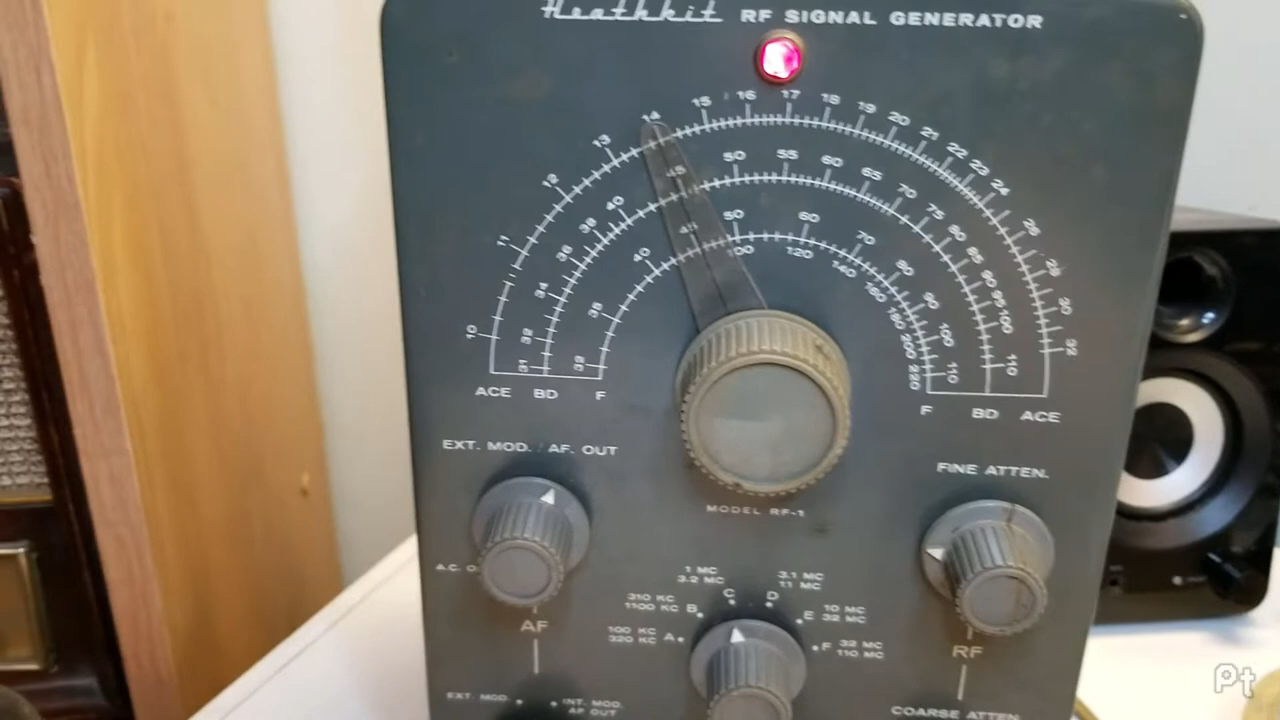 Heathkit RF SIGNAL GENERATOR
10 11 12 13 14 15 16 17 18 19 20 21 22 23 24 26 28 30 32
31 32 34 36 38 40 45 50 55 60 65 70 75 80 85 90 95 100 110
32 35 40 45 50 60 70 80 90 100 110
100 120 140 160 180 200 220
ACE BD F
F BD ACE
EXT. MOD. / AF. OUT
FINE ATTEN.
MODEL RF-1
A.C. O
1 MC
3.2 MC C
3.1 MC
11 MC D
310 KC
1100 KC B
E 10 MC
32 MC
100 KC
320 KC A
F 32 MC
110 MC
AF
RF
EXT. MOD.
INT. MOD.
AF OUT
COARSE ATTEN.
Pt